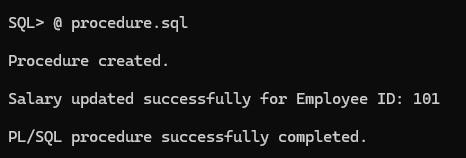 SQL> @ procedure.sql
Procedure created.
Salary updated successfully for Employee ID: 101
PL/SQL procedure successfully completed.